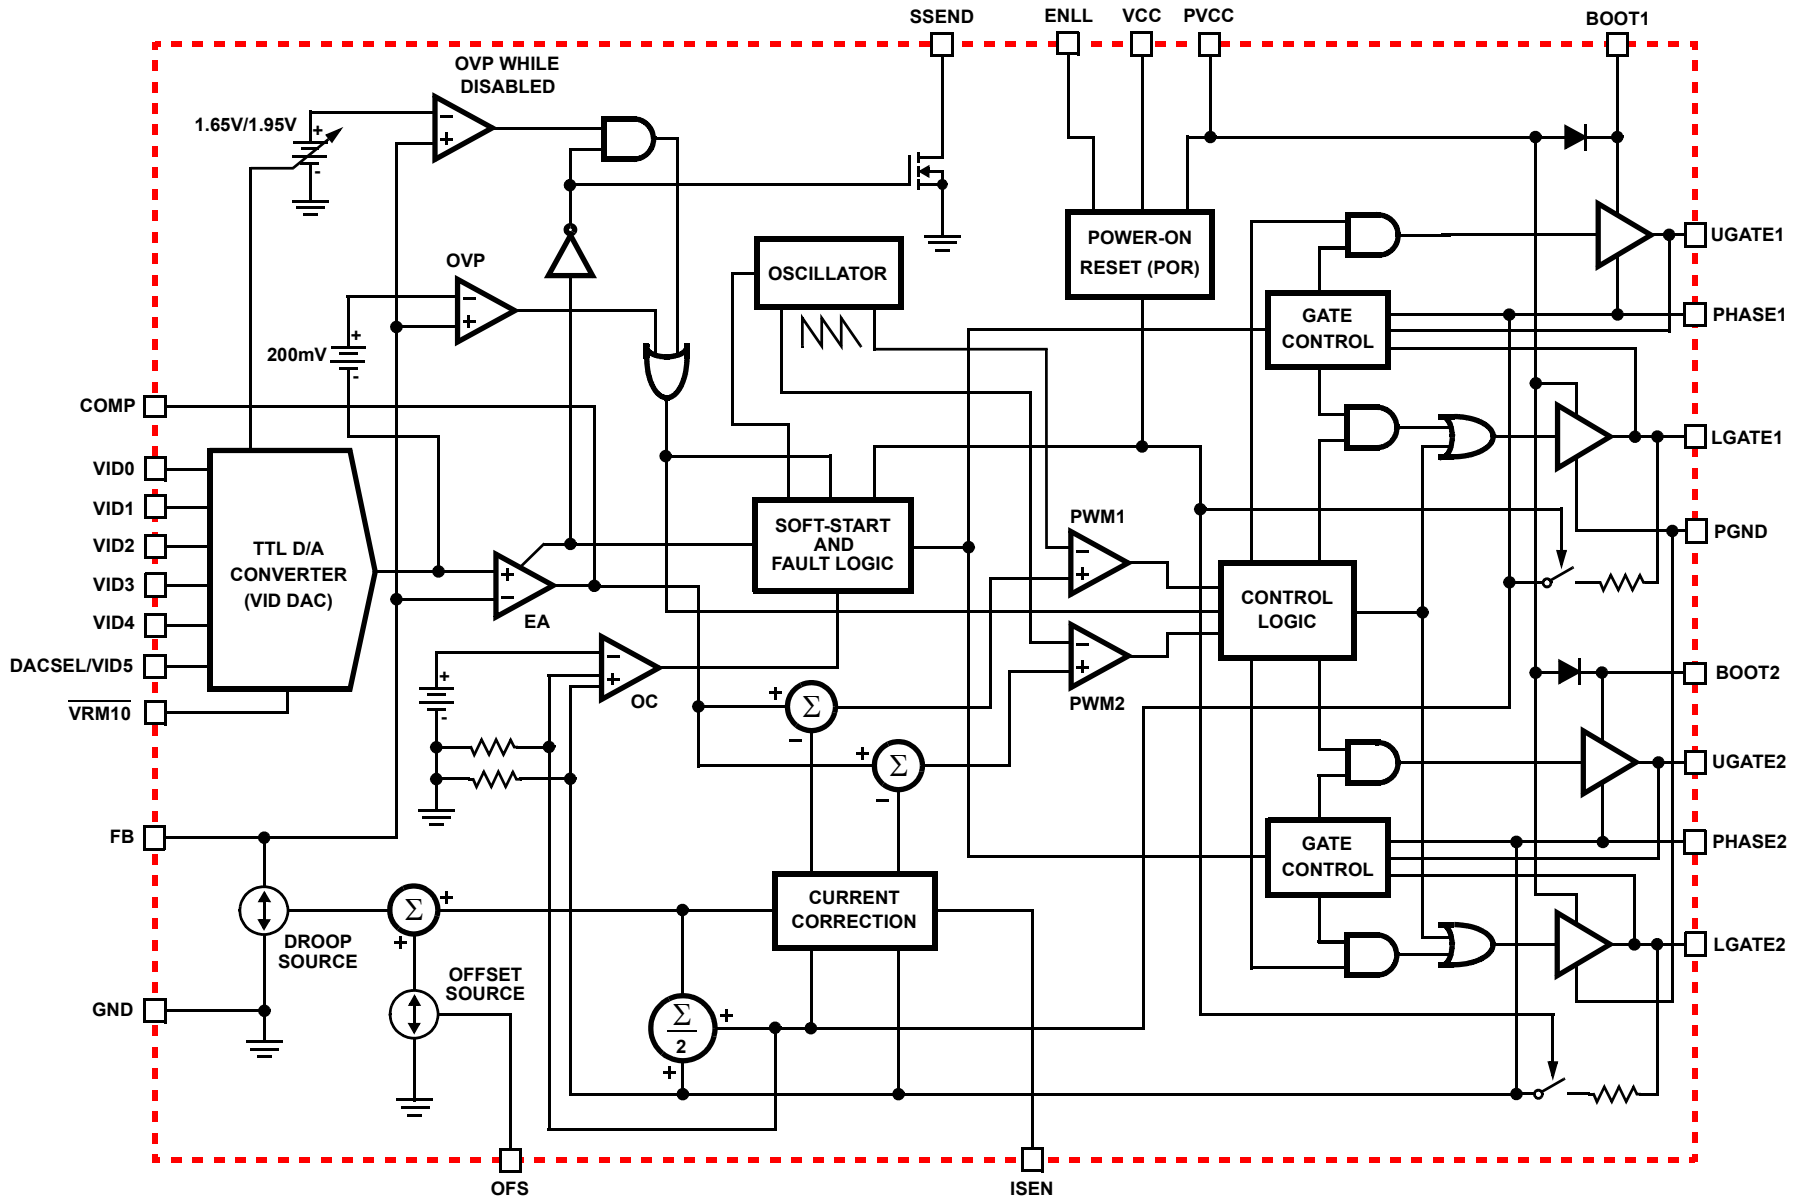 SSEND
ENLL
VCC
PVCC
BOOT1
OVP WHILE
DISABLED
1.65V/1.95V
+
-
−
+
OVP
−
+
200mV
+
-
OSCILLATOR
POWER-ON
RESET (POR)
UGATE1
GATE
CONTROL
PHASE1
COMP
LGATE1
VID0
VID1
VID2
VID3
VID4
DACSEL/VID5
VRM10
TTL D/A
CONVERTER
(VID DAC)
+
−
EA
SOFT-START
AND
FAULT LOGIC
PWM1
−
+
PGND
CONTROL
LOGIC
−
+
PWM2
+
-
−
+
OC
+
Σ
−
+
Σ
−
BOOT2
UGATE2
FB
GATE
CONTROL
PHASE2
Σ
+
+
CURRENT
CORRECTION
DROOP
SOURCE
OFFSET
SOURCE
LGATE2
GND
Σ
2
+
+
OFS
ISEN